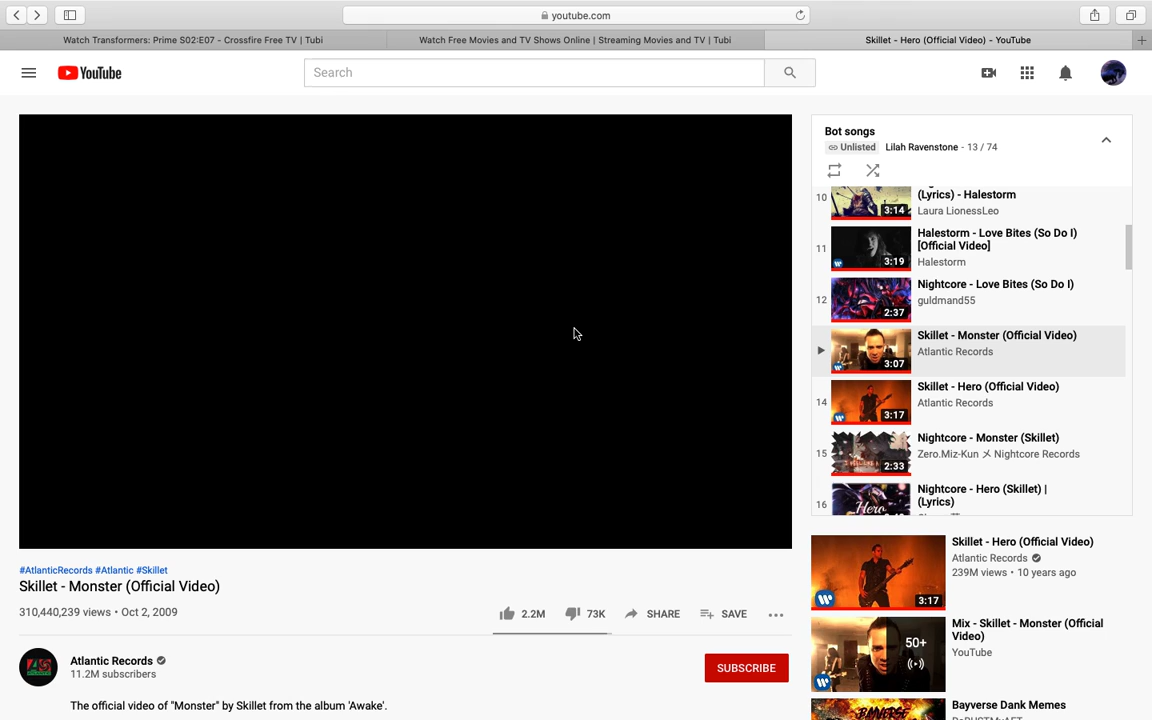 youtube.com
Watch Transformers: Prime S02:E07 - Crossfire Free TV | Tubi
Watch Free Movies and TV Shows Online | Streaming Movies and TV | Tubi
Skillet - Hero (Official Video) - YouTube
YouTube
Search
Bot songs
Unlisted
Lilah Ravenstone - 13 / 74
10
(Lyrics) - Halestorm
Laura LionessLeo
3:14
11
Halestorm - Love Bites (So Do I)
[Official Video]
Halestorm
3:19
12
Nightcore - Love Bites (So Do I)
guldmand55
2:37
Skillet - Monster (Official Video)
Atlantic Records
3:07
14
Skillet - Hero (Official Video)
Atlantic Records
3:17
15
Nightcore - Monster (Skillet)
Zero.Miz-Kun メ Nightcore Records
2:33
16
Nightcore - Hero (Skillet) |
(Lyrics)
Hero
#AtlanticRecords #Atlantic #Skillet
Skillet - Monster (Official Video)
310,440,239 views • Oct 2, 2009
2.2M
73K
SHARE
SAVE
Atlantic Records
11.2M subscribers
SUBSCRIBE
The official video of "Monster" by Skillet from the album 'Awake'.
Skillet - Hero (Official Video)
Atlantic Records
239M views • 10 years ago
3:17
Mix - Skillet - Monster (Official
Video)
YouTube
50+
Bayverse Dank Memes